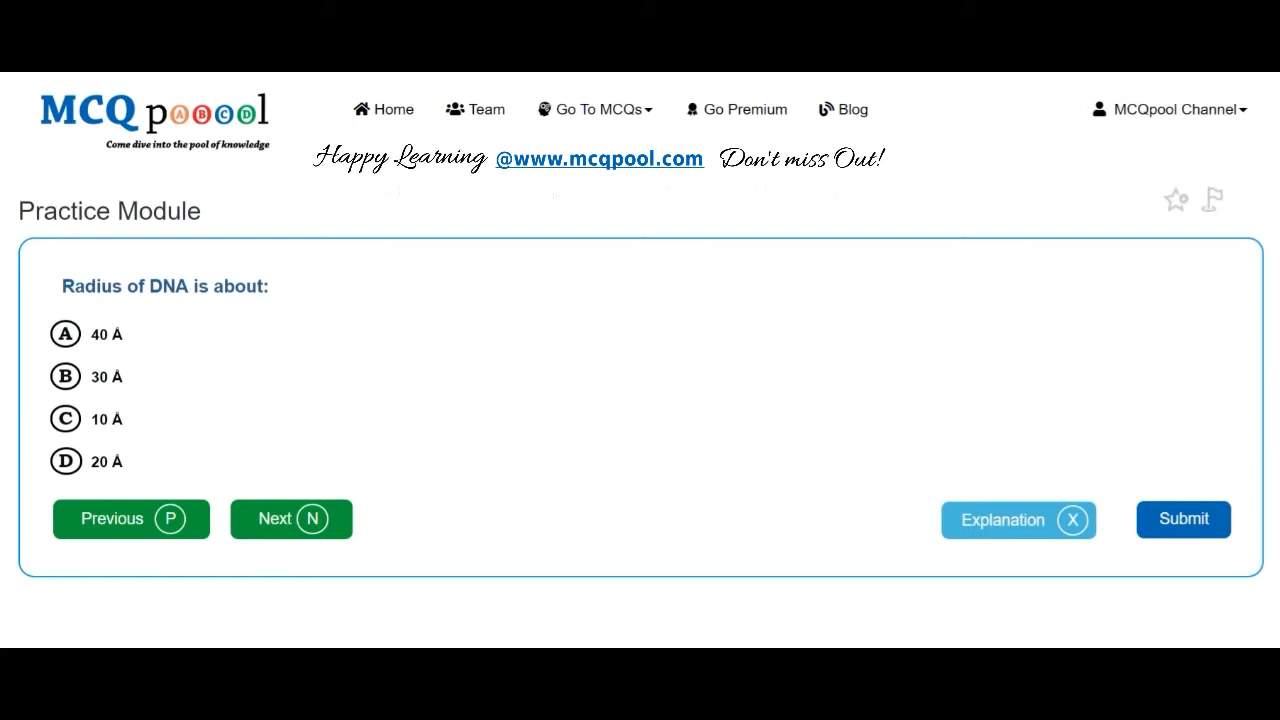 MCQ pABCDl
Come dive into the pool of knowledge
Home Team Go To MCQs Go Premium Blog MCQpool Channel
Happy Learning @www.mcqpool.com Don't miss Out!
Practice Module
Radius of DNA is about:
A 40 Å
B 30 Å
C 10 Å
D 20 Å
Previous P Next N Explanation X Submit